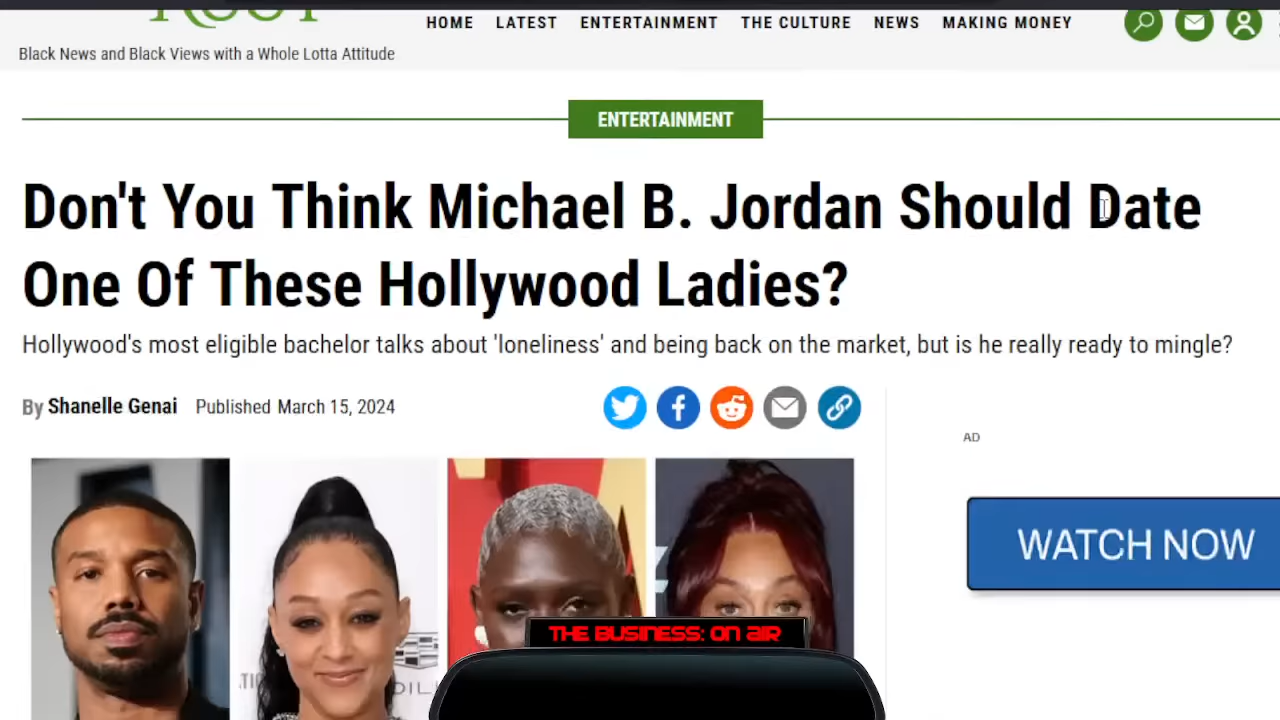 HOME LATEST ENTERTAINMENT THE CULTURE NEWS MAKING MONEY
Black News and Black Views with a Whole Lotta Attitude
ENTERTAINMENT
Don't You Think Michael B. Jordan Should Date
One Of These Hollywood Ladies?
Hollywood's most eligible bachelor talks about 'loneliness' and being back on the market, but is he really ready to mingle?
By Shanelle Genai Published March 15, 2024
AD
WATCH NOW
THE BUSINESS: ON AIR